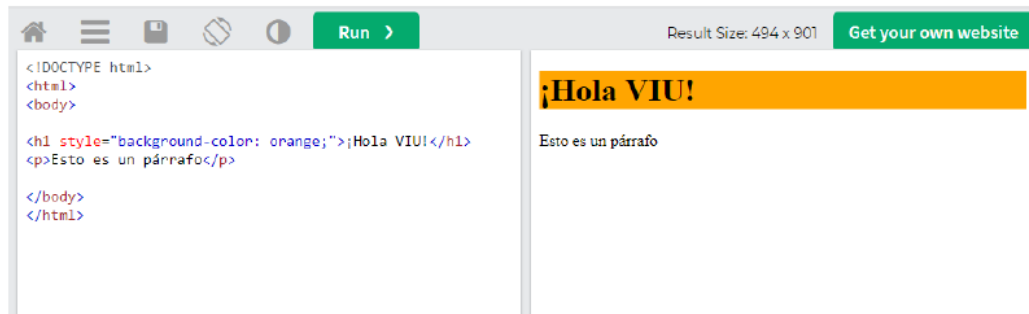 Run ❯
Result Size: 494 x 901
Get your own website
<!DOCTYPE html>
<html>
<body>
<h1 style="background-color: orange;">¡Hola VIU!</h1>
<p>Esto es un párrafo</p>
</body>
</html>
¡Hola VIU!
Esto es un párrafo